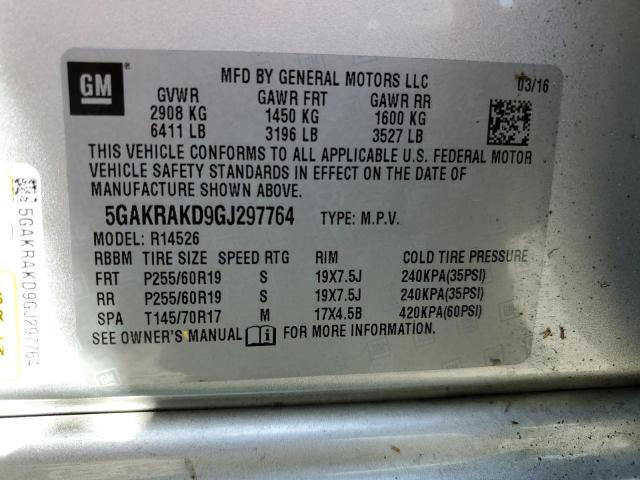 GM
MFD BY GENERAL MOTORS LLC
03/16
GVWR GAWR FRT GAWR RR
2908 KG 1450 KG 1600 KG
6411 LB 3196 LB 3527 LB
THIS VEHICLE CONFORMS TO ALL APPLICABLE U.S. FEDERAL MOTOR
VEHICLE SAFETY STANDARDS IN EFFECT ON THE DATE OF
MANUFACTURE SHOWN ABOVE.
5GAKRAKD9GJ297764 TYPE: M.P.V.
MODEL: R14526
RBBM TIRE SIZE SPEED RTG RIM COLD TIRE PRESSURE
FRT P255/60R19 S 19X7.5J 240KPA(35PSI)
RR P255/60R19 S 19X7.5J 240KPA(35PSI)
SPA T145/70R17 M 17X4.5B 420KPA(60PSI)
SEE OWNER'S MANUAL FOR MORE INFORMATION.
5GAKRAKD9GJ297764